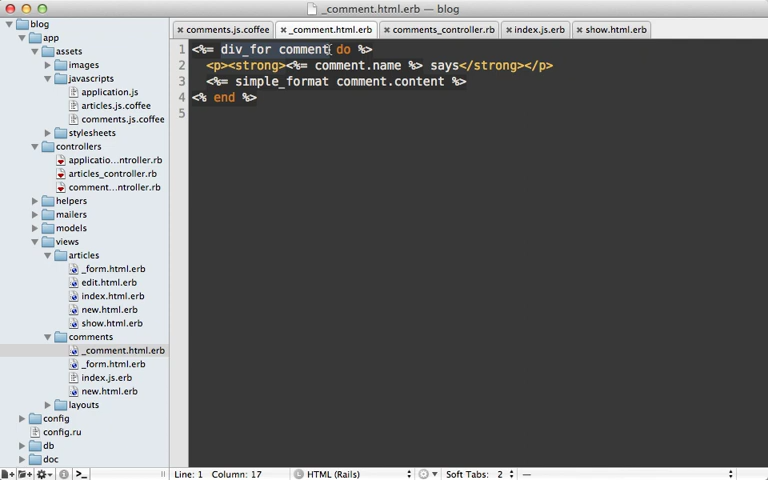 _comment.html.erb — blog
blog
app
assets
images
javascripts
application.js
articles.js.coffee
comments.js.coffee
stylesheets
controllers
applicatio...ntroller.rb
articles_controller.rb
comment...ntroller.rb
helpers
mailers
models
views
articles
_form.html.erb
edit.html.erb
index.html.erb
new.html.erb
show.html.erb
comments
_comment.html.erb
_form.html.erb
index.js.erb
new.html.erb
layouts
config
config.ru
db
doc
comments.js.coffee _comment.html.erb comments_controller.rb index.js.erb show.html.erb
1 <%= div_for comment do %>
2 <p><strong><%= comment.name %> says</strong></p>
3 <%= simple_format comment.content %>
4 <% end %>
5
Line: 1 Column: 17 HTML (Rails) Soft Tabs: 2 —